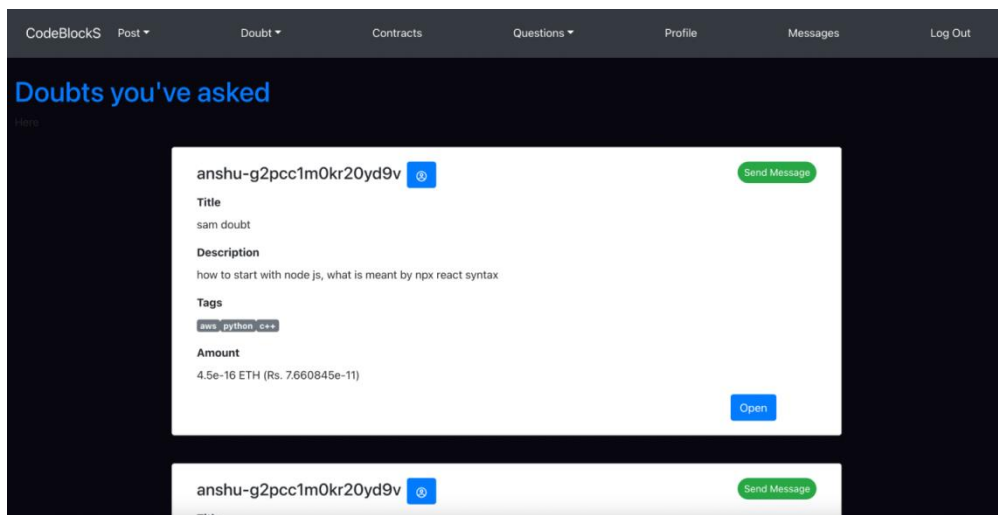 CodeBlockS Post Doubt Contracts Questions Profile Messages Log Out
Doubts you've asked
Here
anshu-g2pcc1m0kr20yd9v Send Message
Title
sam doubt
Description
how to start with node js, what is meant by npx react syntax
Tags
aws python c++
Amount
4.5e-16 ETH (Rs. 7.660845e-11)
Open
anshu-g2pcc1m0kr20yd9v Send Message